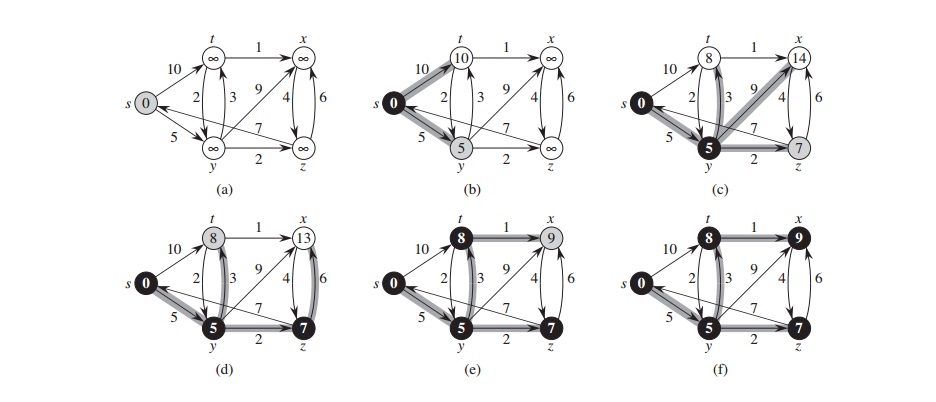 t x t x t x
1 1 1
∞ ∞ 10 ∞ 8 14
10 10 10
s 0 2 3 9 4 6 s 0 2 3 9 4 6 s 0 2 3 9 4 6
5 7 5 7 5 7
∞ ∞ 5 ∞ 5 7
2 2 2
y z y z y z
(a) (b) (c)
t x t x t x
1 1 1
8 13 8 9 8 9
10 10 10
s 0 2 3 9 4 6 s 0 2 3 9 4 6 s 0 2 3 9 4 6
5 7 5 7 5 7
5 7 5 7 5 7
2 2 2
y z y z y z
(d) (e) (f)